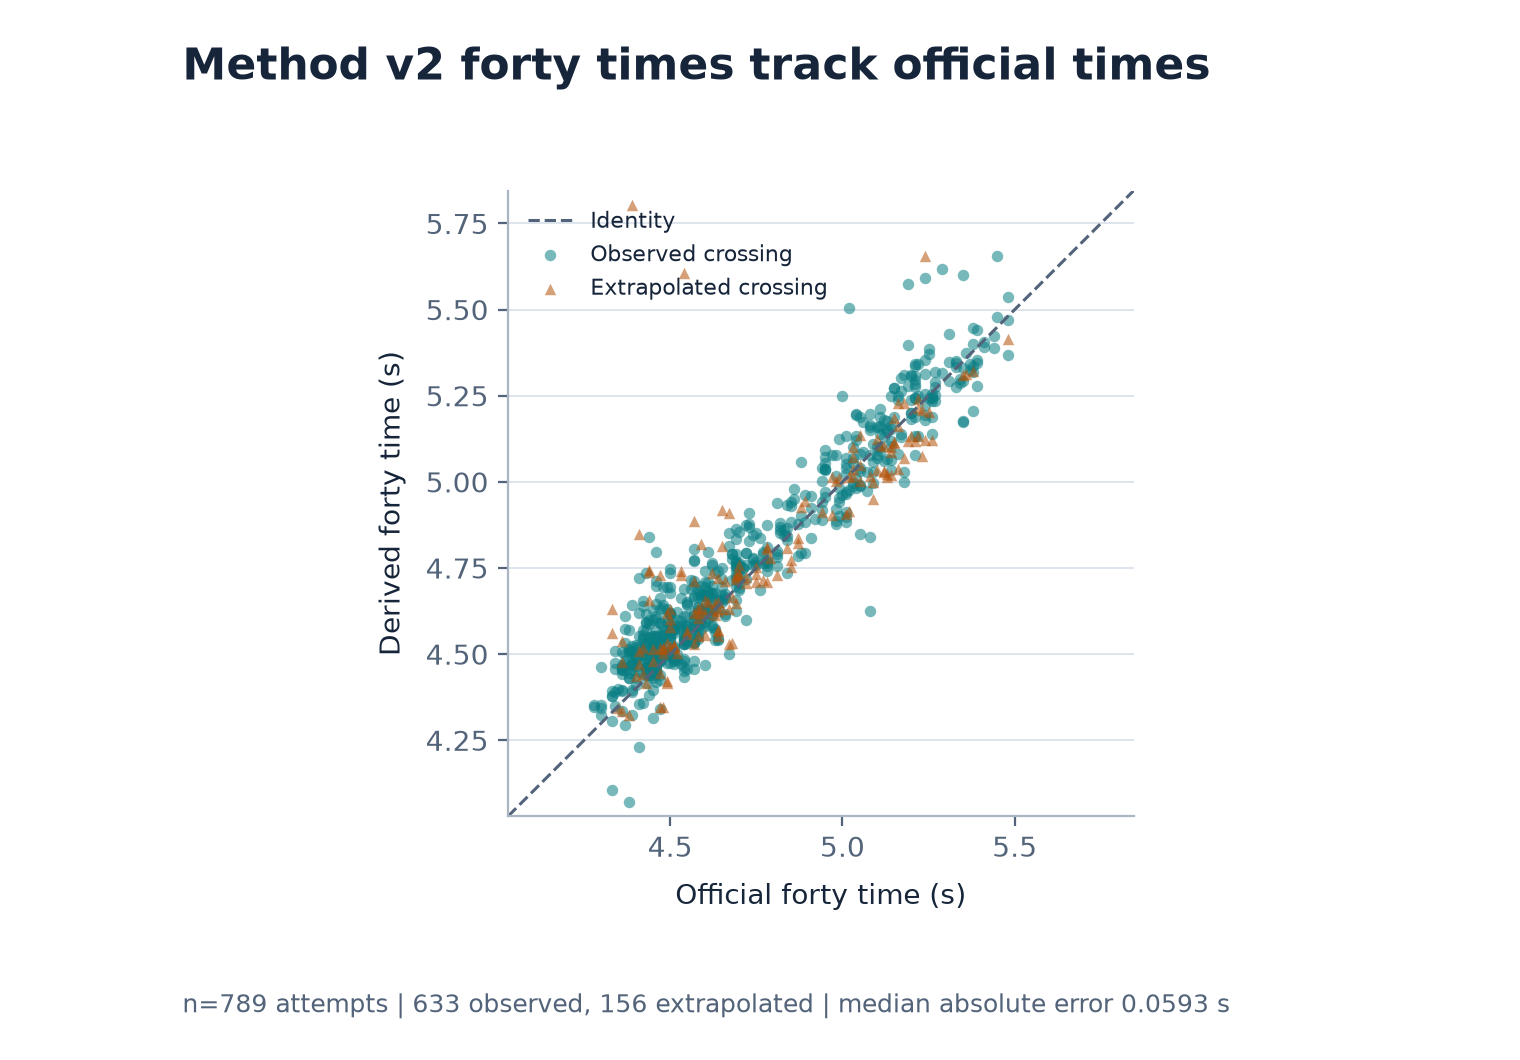 Method v2 forty times track official times
Identity
Observed crossing
Extrapolated crossing
Derived forty time (s)
5.75
5.50
5.25
5.00
4.75
4.50
4.25
4.5 5.0 5.5
Official forty time (s)
n=789 attempts | 633 observed, 156 extrapolated | median absolute error 0.0593 s